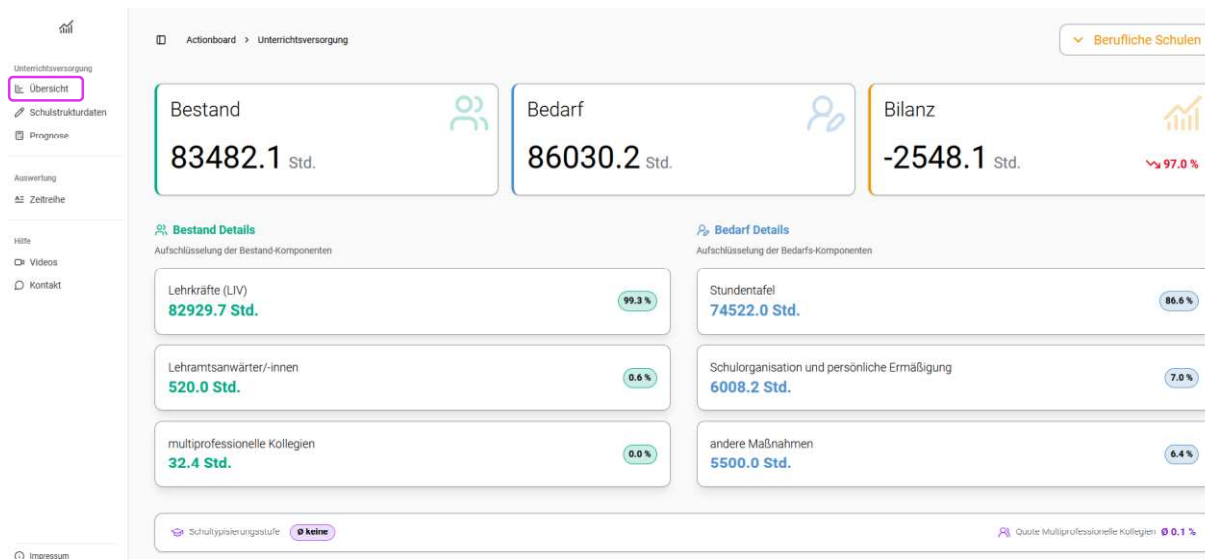 Actionboard > Unterrichtsversorgung
Berufliche Schulen
Unterrichtsversorgung
Übersicht
Schulstrukturdaten
Prognose
Auswertung
Zeitreihe
Hilfe
Videos
Kontakt
Impressum
Bestand
83482.1 Std.
Bedarf
86030.2 Std.
Bilanz
-2548.1 Std.
97.0 %
Bestand Details
Aufschlüsselung der Bestand-Komponenten
Lehrkräfte (LIV)
82929.7 Std.
99.3 %
Lehramtsanwärter/-innen
520.0 Std.
0.6 %
multiprofessionelle Kollegien
32.4 Std.
0.0 %
Bedarf Details
Aufschlüsselung der Bedarfs-Komponenten
Stundentafel
74522.0 Std.
86.6 %
Schulorganisation und persönliche Ermäßigung
6008.2 Std.
7.0 %
andere Maßnahmen
5500.0 Std.
6.4 %
Schultypisierungsstufe Ø keine
Quote Multiprofessionelle Kollegien Ø 0.1 %